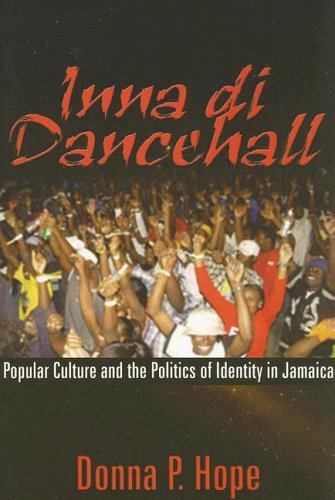 Inna di
Dancehall
Popular Culture and the Politics of Identity in Jamaica
Donna P. Hope